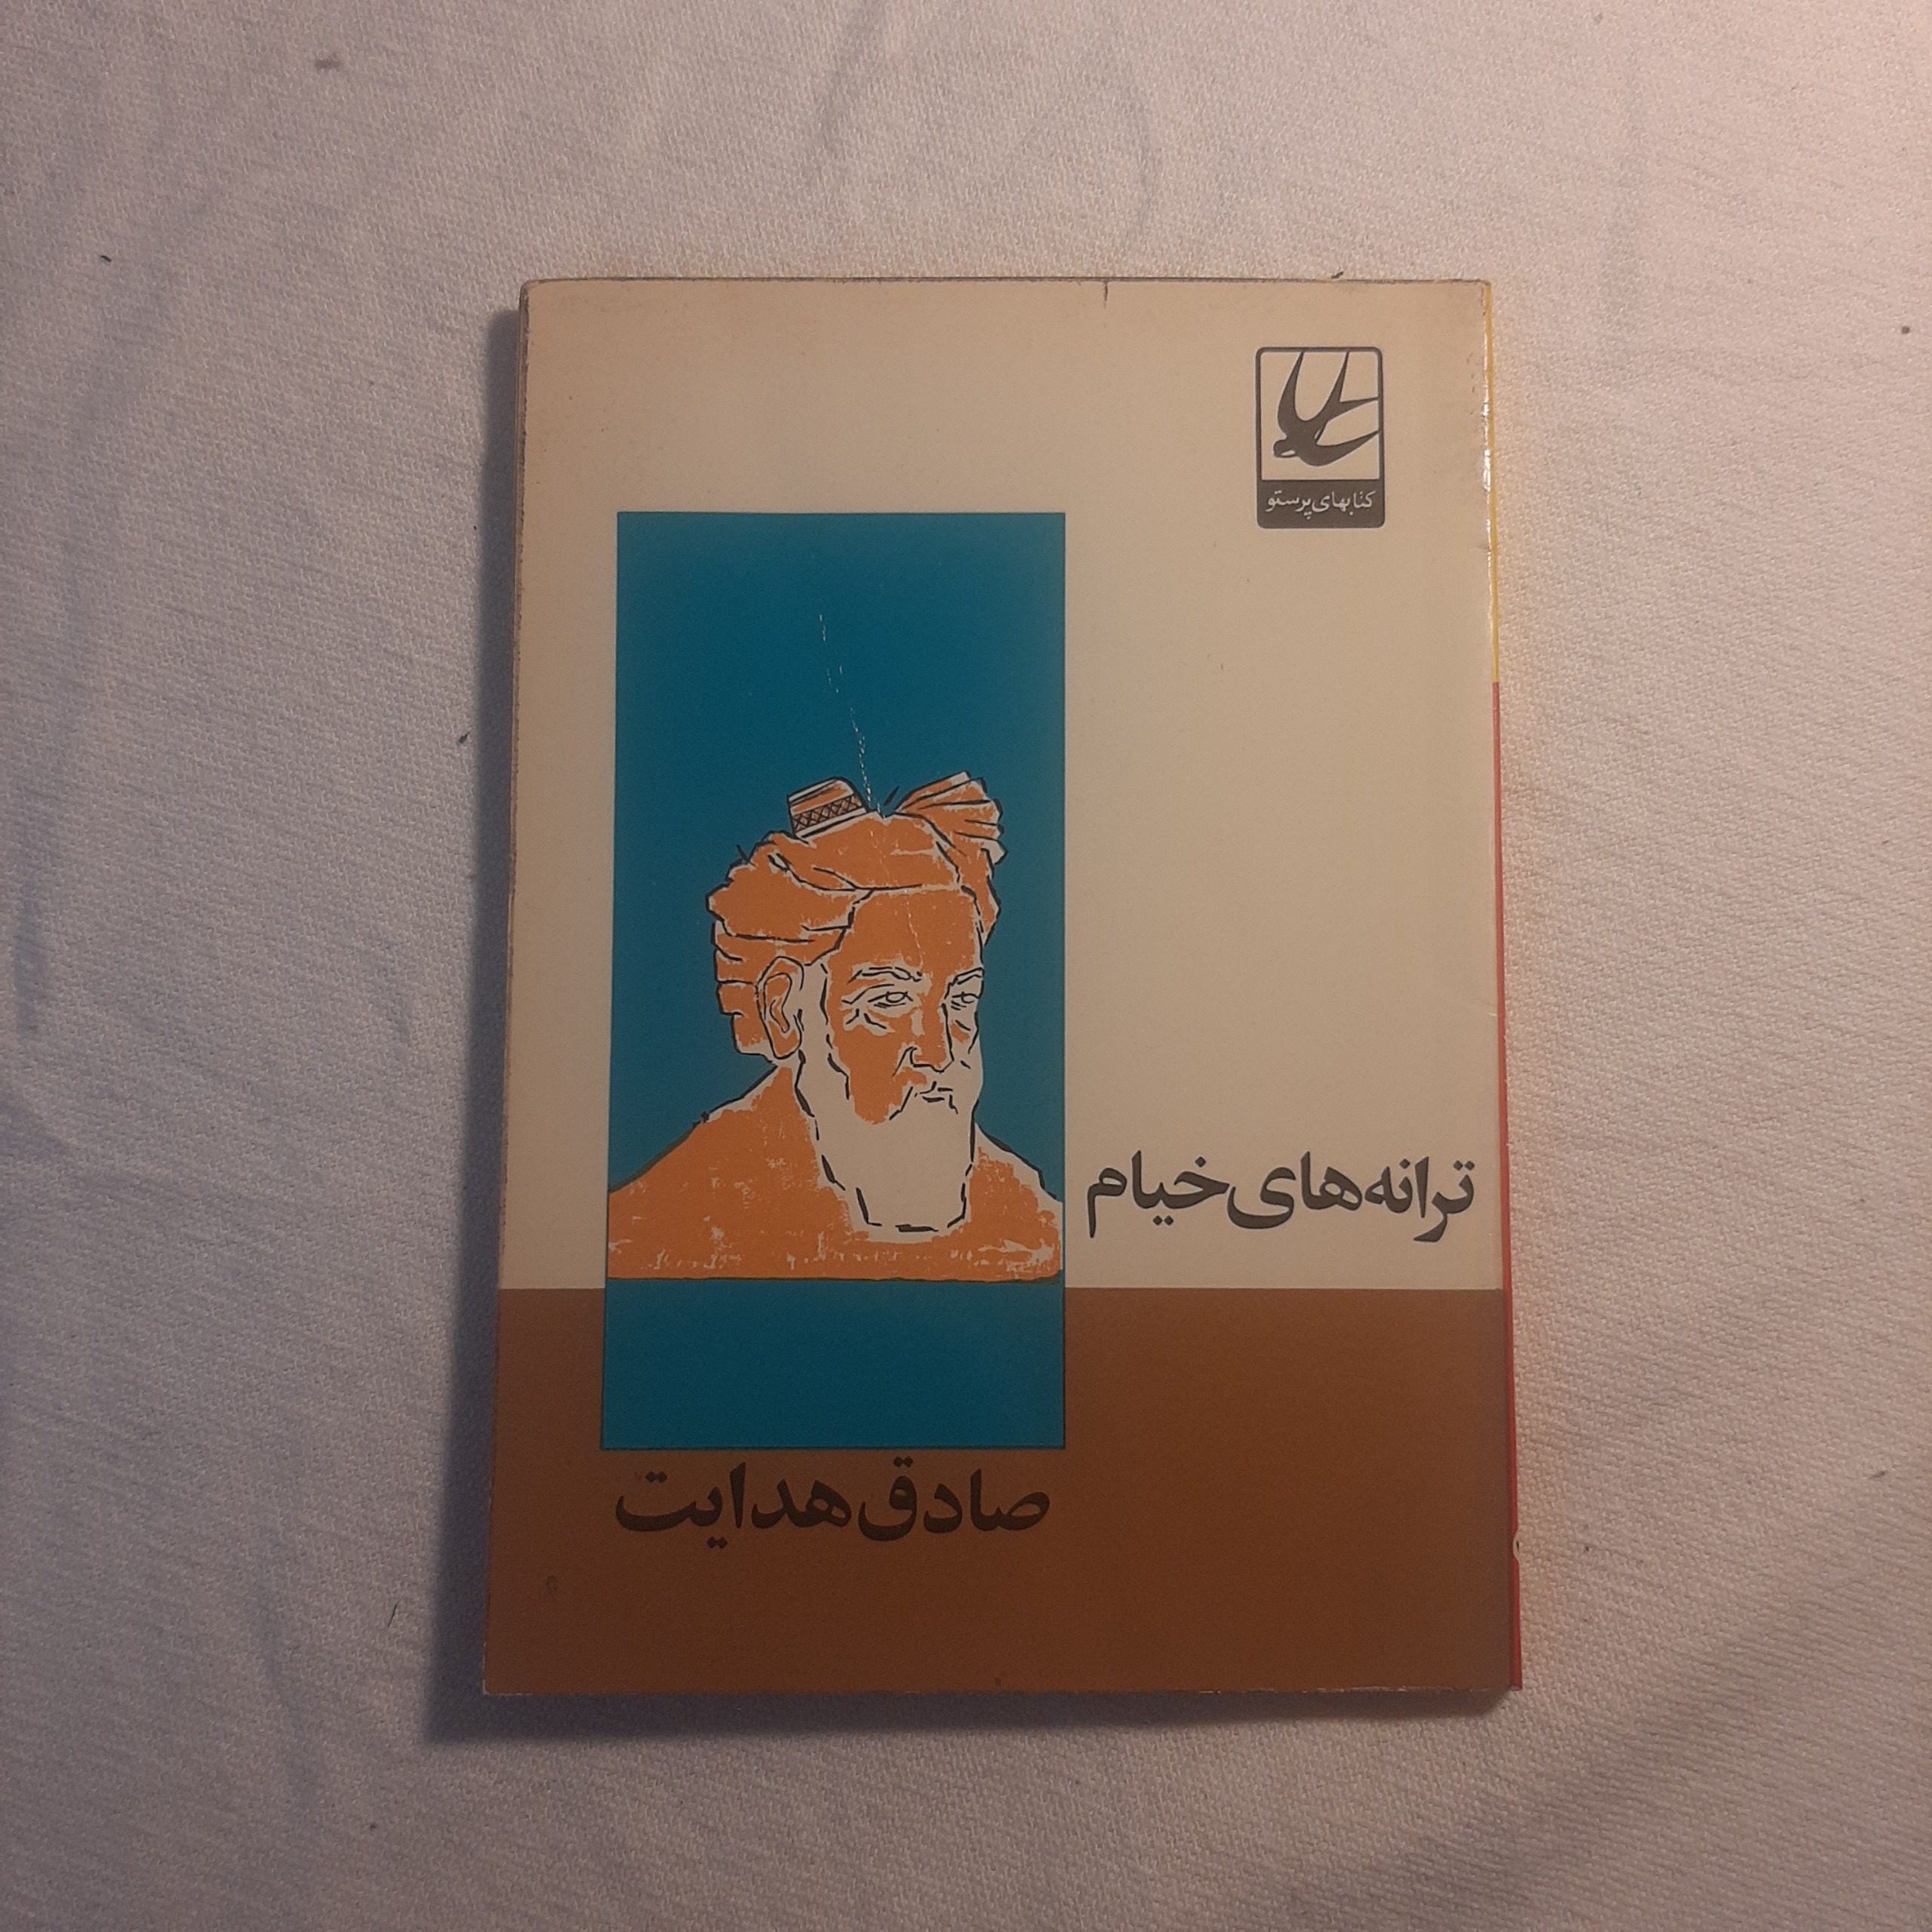 کتابهای پرستو
ترانه‌های خیام
صادق هدایت